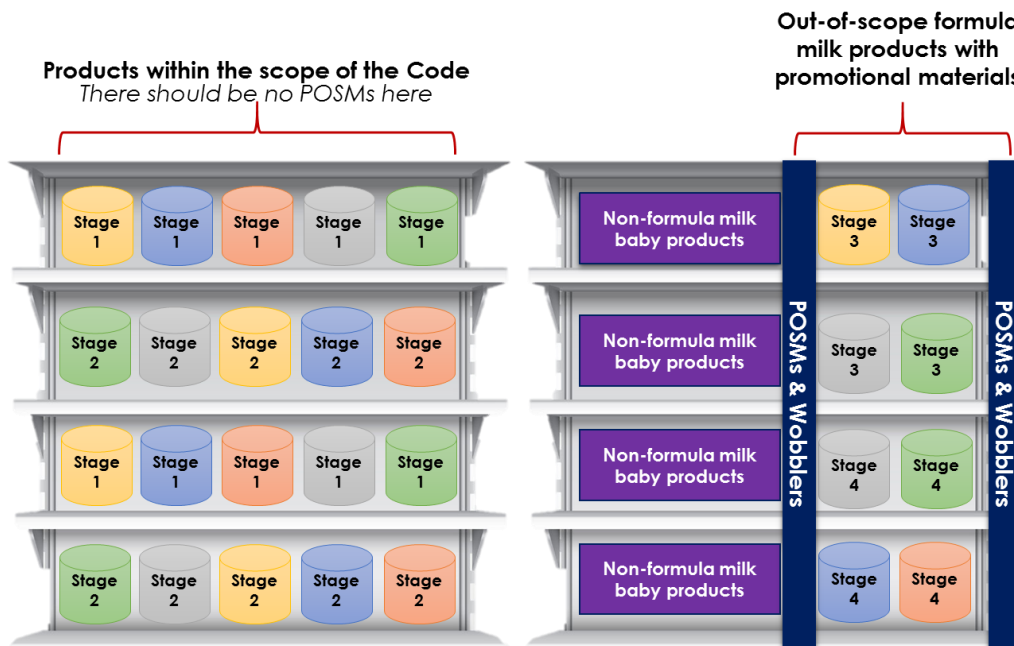 Products within the scope of the Code
There should be no POSMs here
Out-of-scope formula
milk products with
promotional materials
Stage
1
Stage
1
Stage
1
Stage
1
Stage
1
Stage
2
Stage
2
Stage
2
Stage
2
Stage
2
Stage
1
Stage
1
Stage
1
Stage
1
Stage
1
Stage
2
Stage
2
Stage
2
Stage
2
Stage
2
Non-formula milk
baby products
Stage
3
Stage
3
Non-formula milk
baby products
Stage
3
Stage
3
Non-formula milk
baby products
Stage
4
Stage
4
Non-formula milk
baby products
Stage
4
Stage
4
POSMs & Wobblers
POSMs & Wobblers